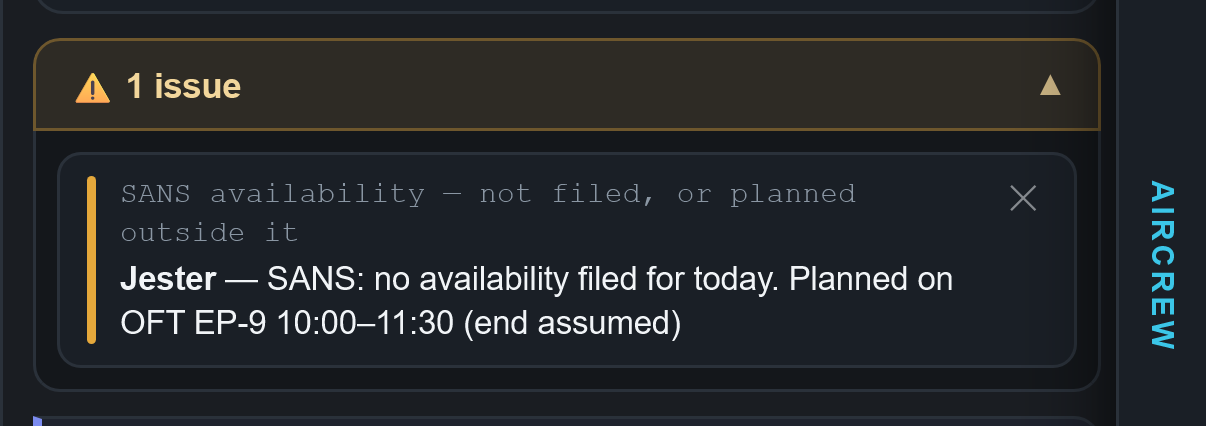 ⚠️ 1 issue ▲
SANS availability — not filed, or planned
outside it
Jester — SANS: no availability filed for today. Planned on
OFT EP-9 10:00–11:30 (end assumed)
AIRCREW